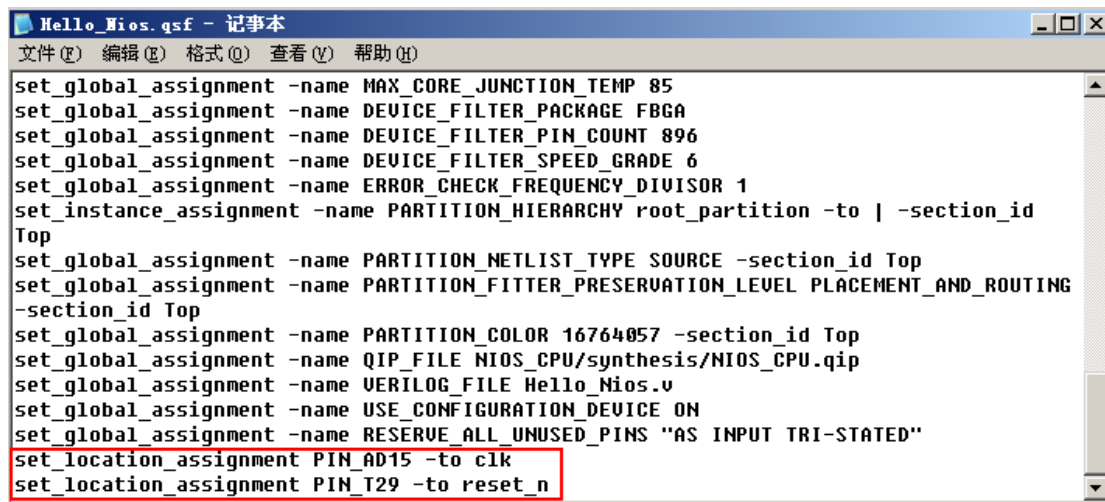 Hello_Nios.qsf - 记事本
文件(F) 编辑(E) 格式(O) 查看(V) 帮助(H)
set_global_assignment -name MAX_CORE_JUNCTION_TEMP 85
set_global_assignment -name DEVICE_FILTER_PACKAGE FBGA
set_global_assignment -name DEVICE_FILTER_PIN_COUNT 896
set_global_assignment -name DEVICE_FILTER_SPEED_GRADE 6
set_global_assignment -name ERROR_CHECK_FREQUENCY_DIVISOR 1
set_instance_assignment -name PARTITION_HIERARCHY root_partition -to | -section_id
Top
set_global_assignment -name PARTITION_NETLIST_TYPE SOURCE -section_id Top
set_global_assignment -name PARTITION_FITTER_PRESERVATION_LEVEL PLACEMENT_AND_ROUTING
-section_id Top
set_global_assignment -name PARTITION_COLOR 16764057 -section_id Top
set_global_assignment -name QIP_FILE NIOS_CPU/synthesis/NIOS_CPU.qip
set_global_assignment -name VERILOG_FILE Hello_Nios.v
set_global_assignment -name USE_CONFIGURATION_DEVICE ON
set_global_assignment -name RESERVE_ALL_UNUSED_PINS "AS INPUT TRI-STATED"
set_location_assignment PIN_AD15 -to clk
set_location_assignment PIN_T29 -to reset_n